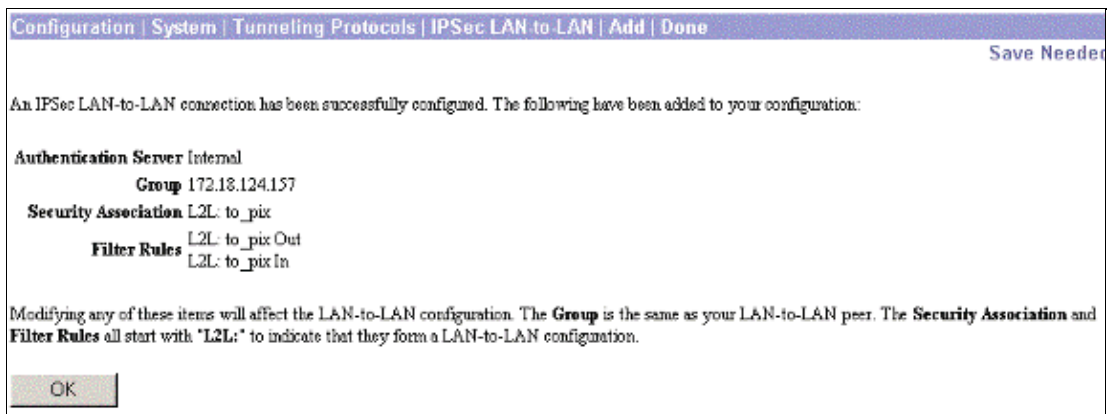 Configuration | System | Tunneling Protocols | IPSec LAN-to-LAN | Add | Done
Save Needed
An IPSec LAN-to-LAN connection has been successfully configured. The following have been added to your configuration:
Authentication Server Internal
Group 172.18.124.157
Security Association L2L: to_pix
Filter Rules L2L: to_pix Out
L2L: to_pix In
Modifying any of these items will affect the LAN-to-LAN configuration. The Group is the same as your LAN-to-LAN peer. The Security Association and
Filter Rules all start with "L2L:" to indicate that they form a LAN-to-LAN configuration.
OK